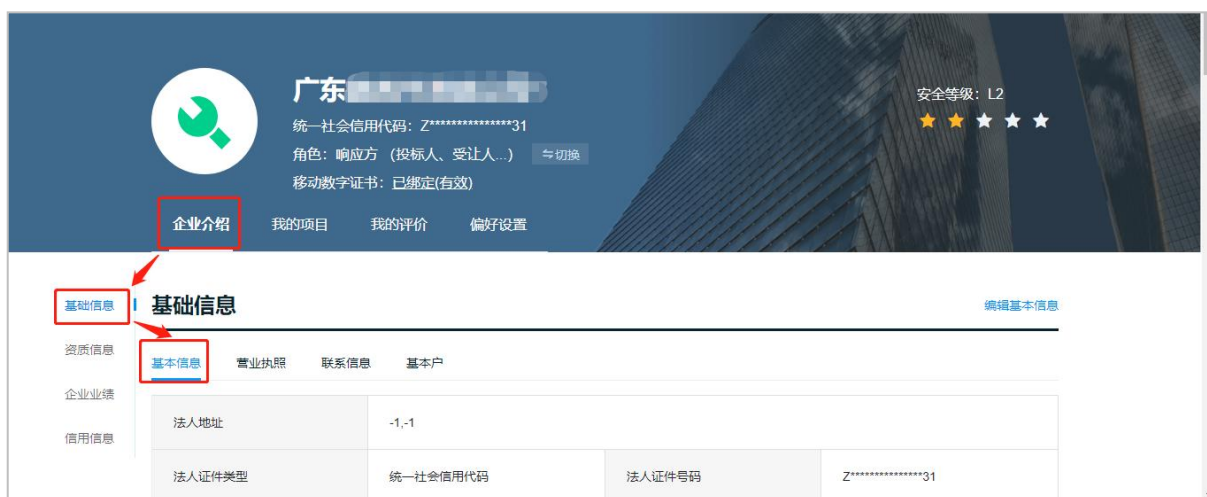 广东
安全等级：L2
统一社会信用代码：Z***************31
角色：响应方（投标人、受让人...） ⇋切换
移动数字证书：已绑定(有效)
企业介绍 我的项目 我的评价 偏好设置
基础信息 基础信息 编辑基本信息
资质信息 基本信息 营业执照 联系信息 基本户
企业业绩
信用信息
法人地址 -1,-1
法人证件类型 统一社会信用代码 法人证件号码 Z***************31